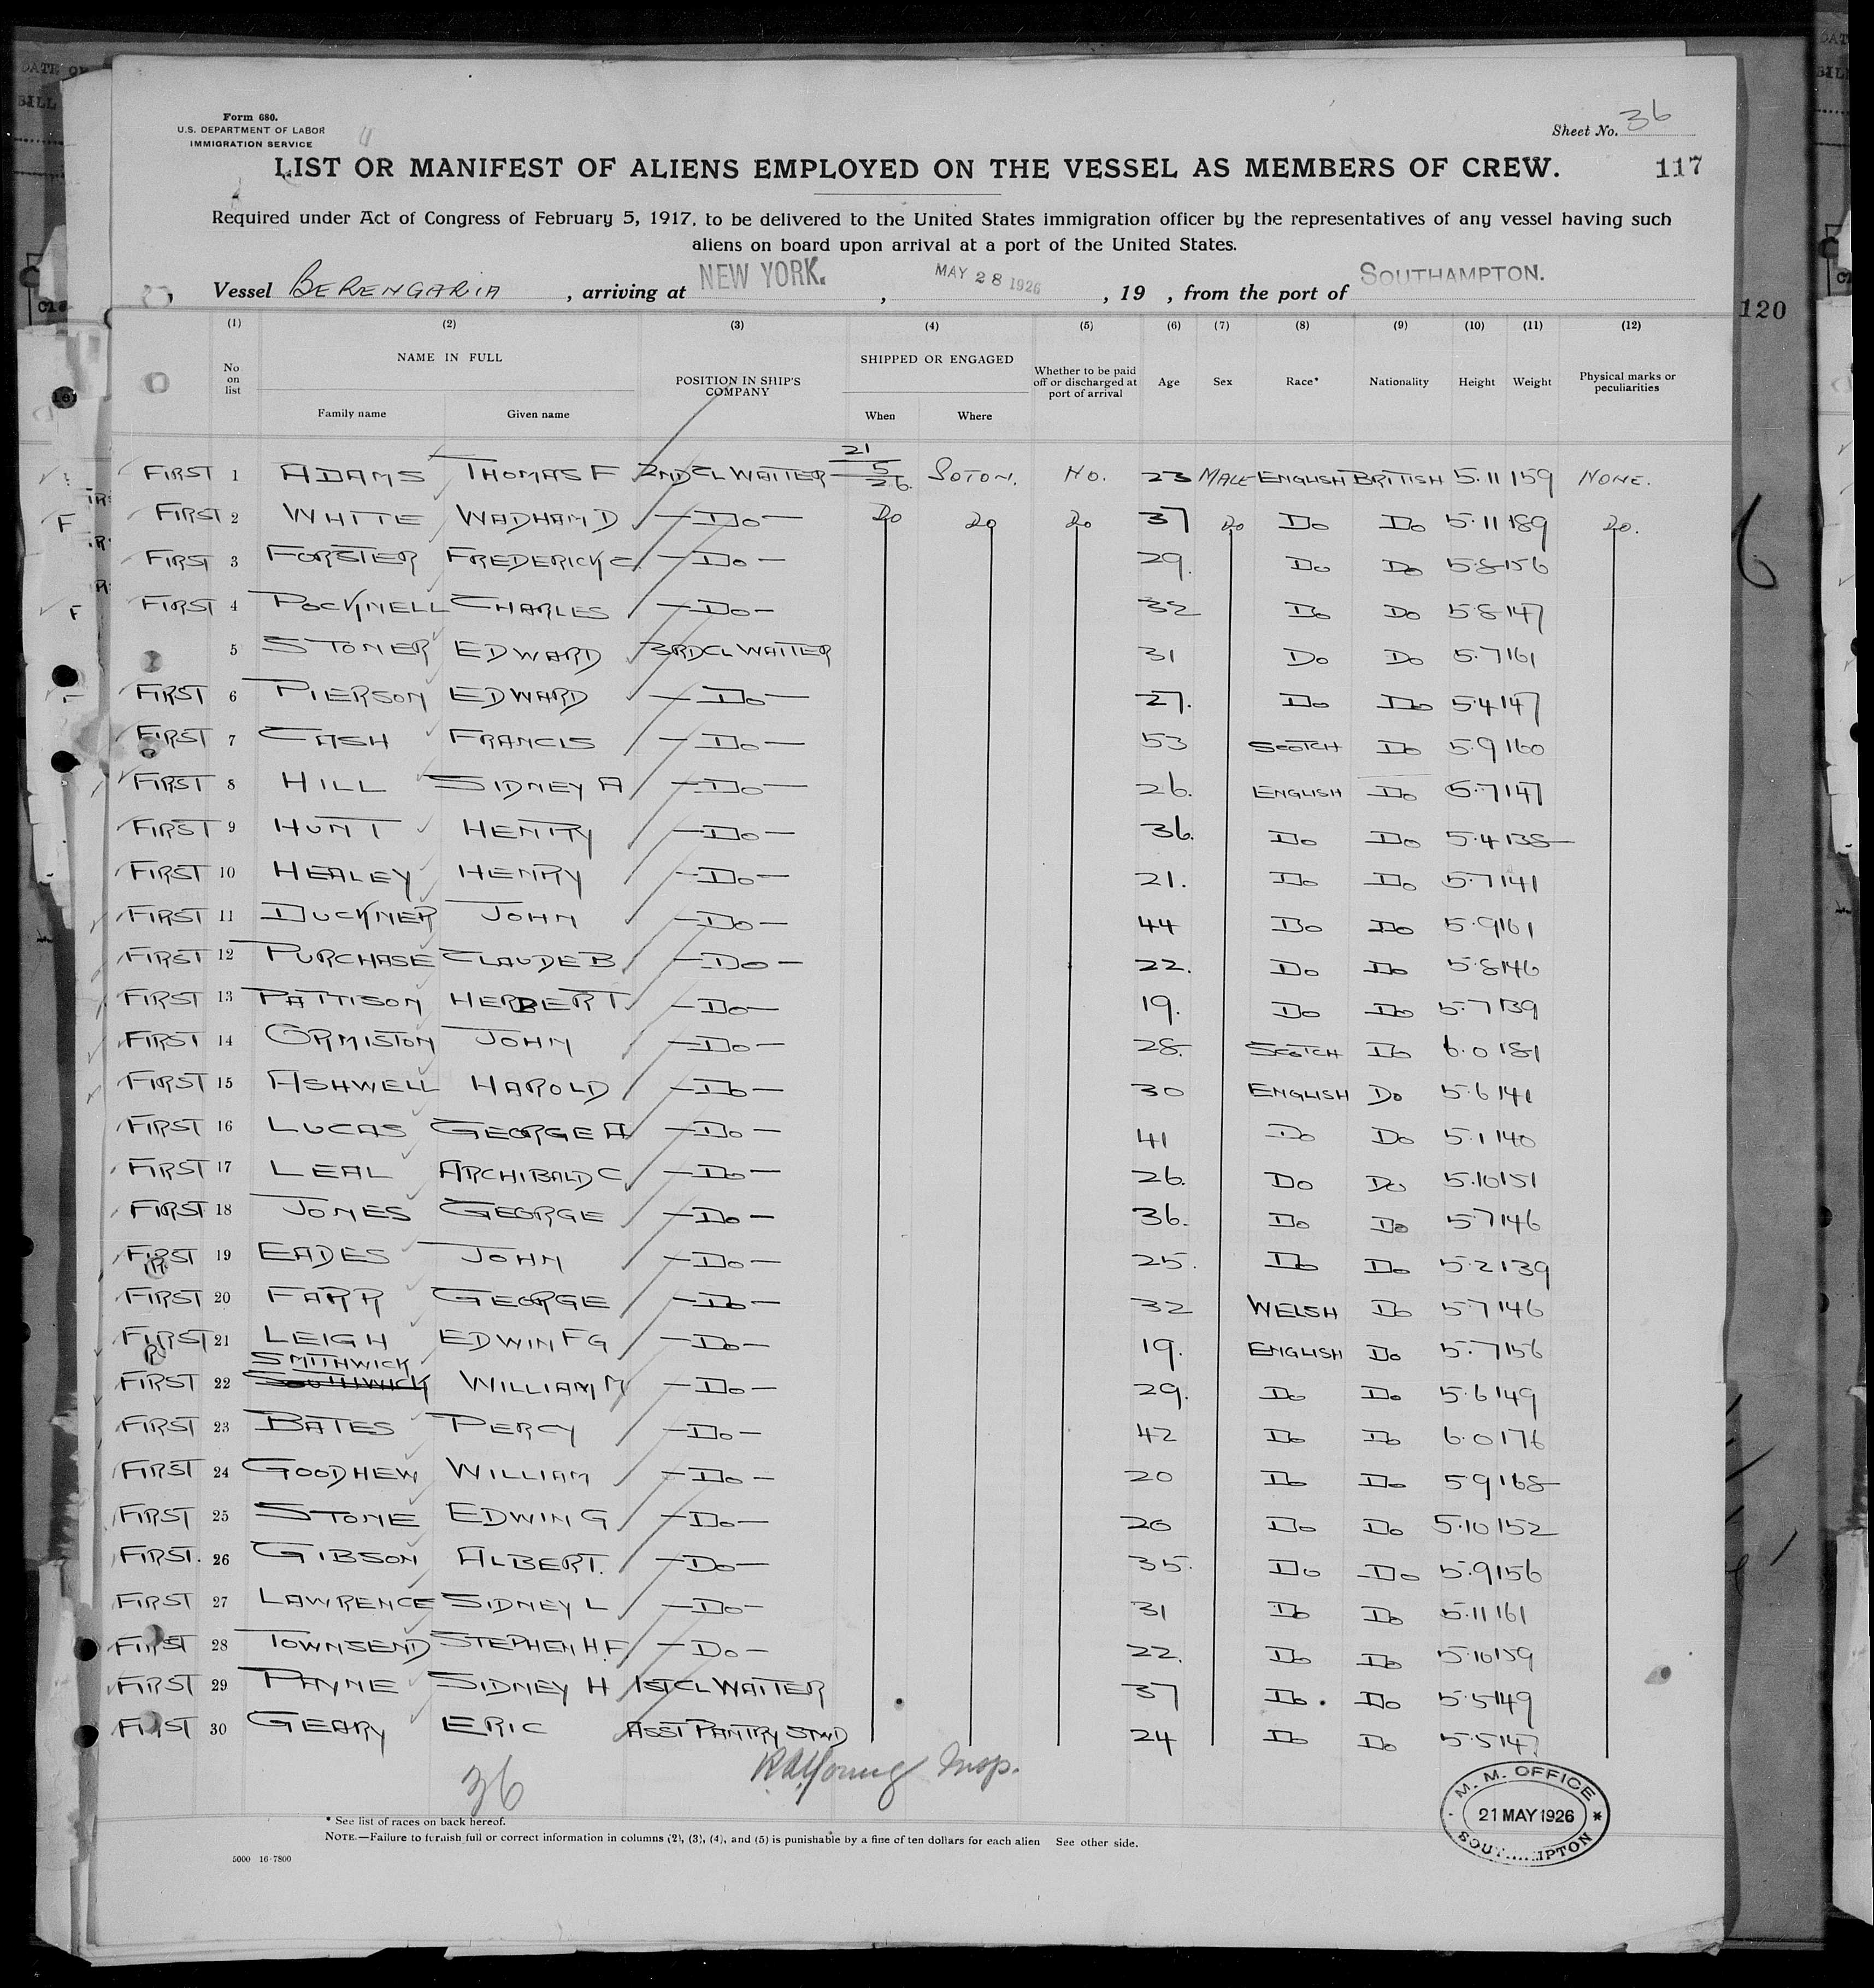 Form 680.
U.S. DEPARTMENT OF LABOR
IMMIGRATION SERVICE
Sheet No. 36
LIST OR MANIFEST OF ALIENS EMPLOYED ON THE VESSEL AS MEMBERS OF CREW.
117
Required under Act of Congress of February 5, 1917, to be delivered to the United States immigration officer by the representatives of any vessel having such
aliens on board upon arrival at a port of the United States.
Vessel BERENGARIA, arriving at NEW YORK., MAY 28 1926, 19 , from the port of SOUTHAMPTON.
120
(1) (2) (3) (4) (5) (6) (7) (8) (9) (10) (11) (12)
No on list NAME IN FULL Family name Given name POSITION IN SHIP'S COMPANY SHIPPED OR ENGAGED When Where Whether to be paid off or discharged at port of arrival Age Sex Race* Nationality Height Weight Physical marks or peculiarities
FIRST 1 ADAMS THOMAS F 2ND CL WAITER 21/5/26. SOTON. NO. 23 MALE ENGLISH BRITISH 5.11 159 NONE.
FIRST 2 WHITE WADHAM D —DO— DO DO DO 37 DO DO DO 5.11 189 DO.
FIRST 3 FORSTER FREDERICK C —DO— 29. DO DO 5.8 156
FIRST 4 POCKNELL CHARLES —DO— 32 DO DO 5.8 147
5 STONER EDWARD 3RD CL WAITER 31 DO DO 5.7 161
FIRST 6 PIERSON EDWARD —DO— 27. DO DO 5.4 147
FIRST 7 CASH FRANCIS —DO— 53 SCOTCH DO 5.9 160
FIRST 8 HILL SIDNEY A —DO— 26. ENGLISH DO 5.7 147
FIRST 9 HUNT HENRY —DO— 36. DO DO 5.4 138
FIRST 10 HEALEY HENRY —DO— 21. DO DO 5.7 141
FIRST 11 DUCKNER JOHN —DO— 44 DO DO 5.9 161
FIRST 12 PURCHASE CLAUDE B —DO— 22. DO DO 5.8 146
FIRST 13 PATTISON HERBERT —DO— 19. DO DO 5.7 139
FIRST 14 ORMISTON JOHN —DO— 28. SCOTCH DO 6.0 181
FIRST 15 ASHWELL HAROLD —DO— 30 ENGLISH DO 5.6 141
FIRST 16 LUCAS GEORGE A —DO— 41 DO DO 5.1 140
FIRST 17 LEAL ARCHIBALD C —DO— 26. DO DO 5.10 151
FIRST 18 JONES GEORGE —DO— 36. DO DO 5.7 146
FIRST 19 EADES JOHN —DO— 25. DO DO 5.2 139
FIRST 20 FARR GEORGE —DO— 32 WELSH DO 5.7 146
FIRST 21 LEIGH EDWIN F G —DO— 19. ENGLISH DO 5.7 156
SMITHWICK
FIRST 22 SOUTHWICK WILLIAM M —DO— 29. DO DO 5.6 149
FIRST 23 BATES PERCY —DO— 42 DO DO 6.0 176
FIRST 24 GOODHEW WILLIAM —DO— 20 DO DO 5.9 168
FIRST 25 STONE EDWIN G —DO— 20 DO DO 5.10 152
FIRST. 26 GIBSON ALBERT. —DO— 35. DO DO 5.9 156
FIRST 27 LAWRENCE SIDNEY L —DO— 31 DO DO 5.11 161
FIRST 28 TOWNSEND STEPHEN H.F. —DO— 22. DO DO 5.10 159
FIRST 29 PAYNE SIDNEY H 1ST CL WAITER 37 DO. DO 5.5 149
FIRST 30 GEARY ERIC ASST PANTRY STWD 24 DO DO 5.5 147
36
Young Insp.
M. M. OFFICE
21 MAY 1926
* See list of races on back hereof.
NOTE.—Failure to furnish full or correct information in columns (2), (3), (4), and (5) is punishable by a fine of ten dollars for each alien See other side.
5000 16-7800